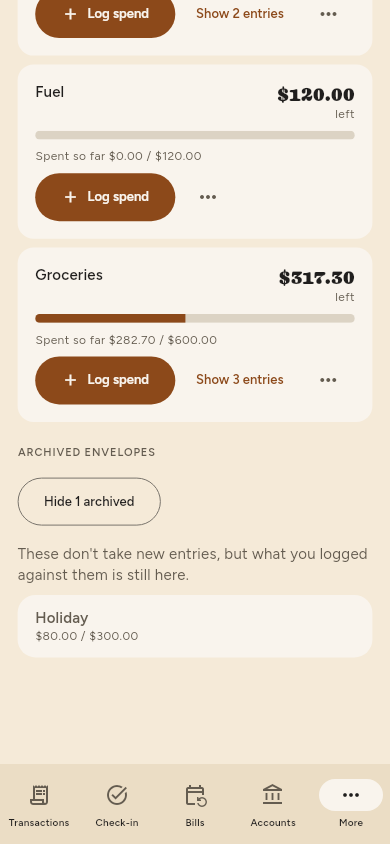 + Log spend Show 2 entries •••
Fuel $120.00
left
Spent so far $0.00 / $120.00
+ Log spend •••
Groceries $317.30
left
Spent so far $282.70 / $600.00
+ Log spend Show 3 entries •••
ARCHIVED ENVELOPES
Hide 1 archived
These don't take new entries, but what you logged
against them is still here.
Holiday
$80.00 / $300.00
Transactions Check-in Bills Accounts More